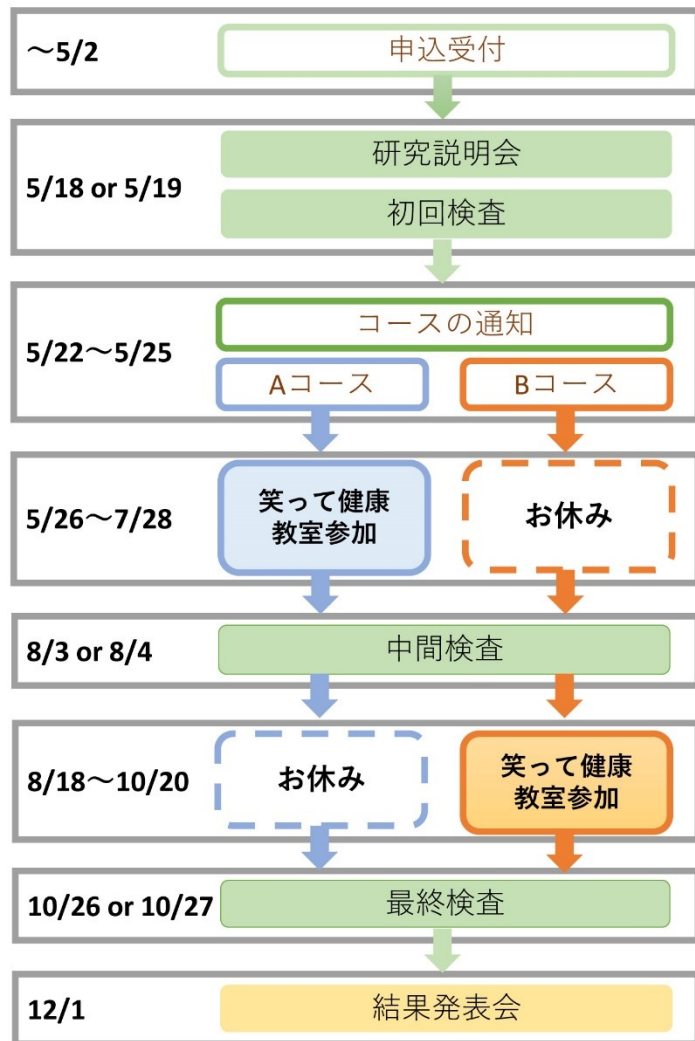 ～5/2
申込受付
5/18 or 5/19
研究説明会
初回検査
5/22～5/25
コースの通知
Aコース
Bコース
5/26～7/28
笑って健康
教室参加
お休み
8/3 or 8/4
中間検査
8/18～10/20
お休み
笑って健康
教室参加
10/26 or 10/27
最終検査
12/1
結果発表会